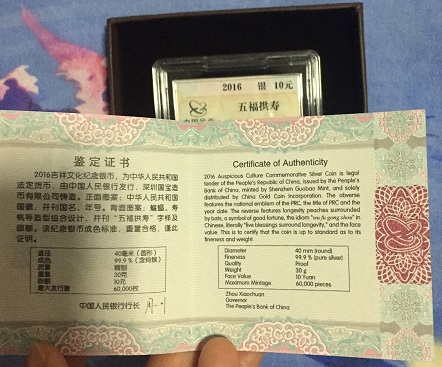 2016 银 10元
五福拱寿
鉴定证书
2016吉祥文化纪念银币，为中华人民共和国
法定货币，由中国人民银行发行，深圳国宝造
币有限公司铸造。正面图案：中华人民共和国
国徽，并刊国名、年号。背面图案：蝙蝠、寿
桃等造型组合设计，并刊“五福拱寿”字样及
面额。该纪念银币成色标准，重量合格，谨此
证明。
直径 40毫米（圆形）
成色 99.9%（含纯银）
质量 精制
重量 30克
面额 10元
最大发行量 60,000枚
中国人民银行行长
Certificate of Authenticity
2016 Auspicious Culture Commemorative Silver Coin is legal
tender of the People's Republic of China, issued by the People's
Bank of China, minted by Shenzhen Guobao Mint, and solely
distributed by China Gold Coin Incorporation. The obverse
features the national emblem of the PRC, the title of PRC and the
year date. The reverse features longevity peaches surrounded
by bats, a symbol of good fortune, the idiom "wu fu gong shou" in
Chinese, literally "five blessings surround longevity," and the face
value. This is to certify that the coin is up to standard as to its
fineness and weight.
Diameter 40 mm (round)
Fineness 99.9 % (pure silver)
Quality Proof
Weight 30 g
Face Value 10 Yuan
Maximum Mintage 60,000 pieces
Zhou Xiaochuan
Governor
The People's Bank of China